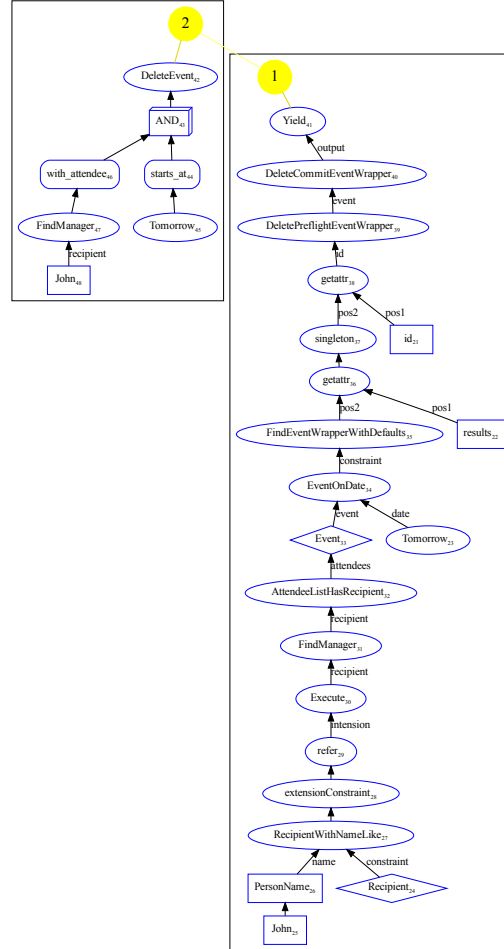 2
1
DeleteEvent42
AND43
with_attendee46
starts_at44
FindManager47
Tomorrow45
recipient
John48
Yield41
output
DeleteCommitEventWrapper40
event
DeletePreflightEventWrapper39
id
getattr38
pos2
pos1
singleton37
id21
getattr36
pos2
pos1
FindEventWrapperWithDefaults35
results22
constraint
EventOnDate34
event
date
Event33
Tomorrow23
attendees
AttendeeListHasRecipient32
recipient
FindManager31
recipient
Execute30
intension
refer29
extensionConstraint28
RecipientWithNameLike27
name
constraint
PersonName26
Recipient24
John25